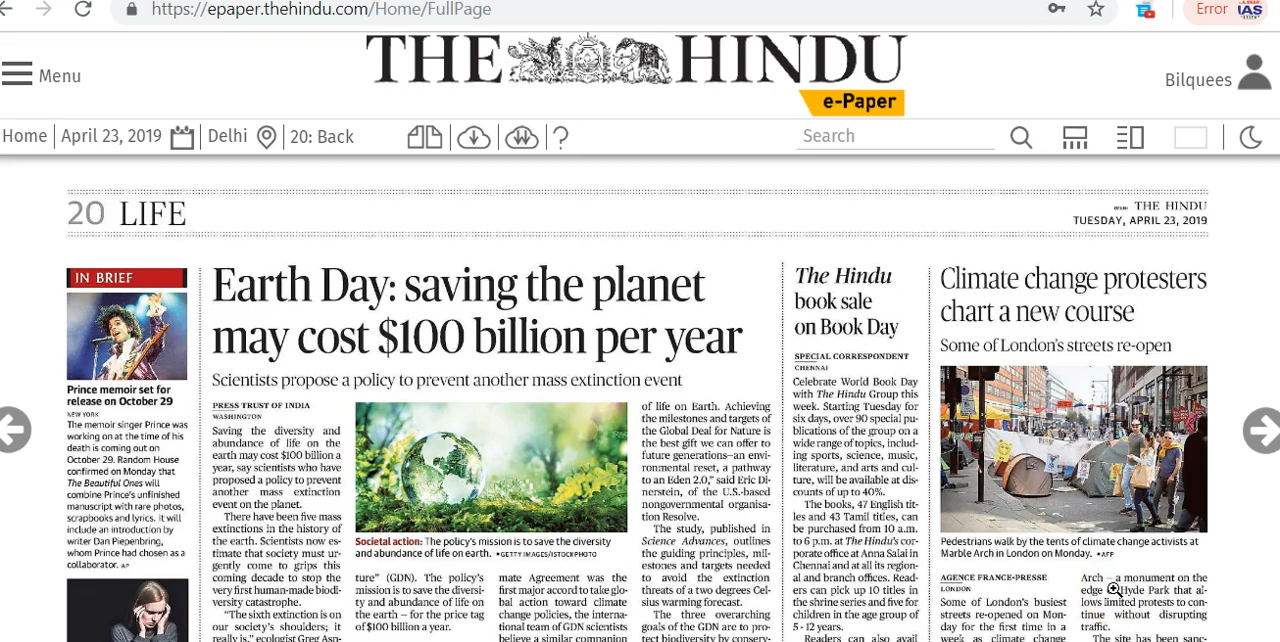 https://epaper.thehindu.com/Home/FullPage
Error
IAS
THE HINDU
e-Paper
Menu
Bilquees
Home
April 23, 2019
Delhi
20: Back
?
Search
20 LIFE
DELHI THE HINDU
TUESDAY, APRIL 23, 2019
IN BRIEF
Prince memoir set for
release on October 29
NEW YORK
The memoir singer Prince was
working on at the time of his
death is coming out on
October 29. Random House
confirmed on Monday that
The Beautiful Ones will
combine Prince's unfinished
manuscript with rare photos,
scrapbooks and lyrics. it will
include an introduction by
writer Dan Piepenbring,
whom Prince had chosen as a
collaborator. AP
Earth Day: saving the planet
may cost $100 billion per year
Scientists propose a policy to prevent another mass extinction event
PRESS TRUST OF INDIA
WASHINGTON
Saving the diversity and
abundance of life on the
earth may cost $100 billion a
year, say scientists who have
proposed a policy to prevent
another mass extinction
event on the planet.
There have been five mass
extinctions in the history of
the earth. Scientists now es-
timate that society must ur-
gently come to grips this
coming decade to stop the
very first human-made biodi-
versity catastrophe.
"The sixth extinction is on
our society's shoulders; it
really is," ecologist Greg Asn-
Societal action: The policy's mission is to save the diversity
and abundance of life on earth. •GETTY IMAGES/ISTOCKPHOTO
ture" (GDN). The policy's
mission is to save the diversi-
ty and abundance of life on
the earth – for the price tag
of $100 billion a year.
mate Agreement was the
first major accord to take glo-
bal action toward climate
change policies, the interna-
tional team of GDN scientists
believe a similar companion
of life on Earth. Achieving
the milestones and targets of
the Global Deal for Nature is
the best gift we can offer to
future generations—an envi-
ronmental reset, a pathway
to an Eden 2.0," said Eric Di-
nerstein, of the U.S.-based
nongovernmental organisa-
tion Resolve.
The study, published in
Science Advances, outlines
the guiding principles, mil-
estones and targets needed
to avoid the extinction
threats of a two degrees Cel-
sius warming forecast.
The three overarching
goals of the GDN are to pro-
tect biodiversity by conserv-
The Hindu
book sale
on Book Day
SPECIAL CORRESPONDENT
CHENNAI
Celebrate World Book Day
with The Hindu Group this
week. Starting Tuesday for
six days, over 90 special pu-
blications of the group on a
wide range of topics, includ-
ing sports, science, music,
literature, and arts and cul-
ture, will be available at dis-
counts of up to 40%.
The books, 47 English tit-
les and 43 Tamil titles, can
be purchased from 10 a.m.
to 6 p.m. at The Hindu's cor-
porate office at Anna Salai in
Chennai and at all its region-
al and branch offices. Read-
ers can pick up 10 titles in
the shrine series and five for
children in the age group of
5 - 12 years.
Readers can also avail
Climate change protesters
chart a new course
Some of London's streets re-open
Pedestrians walk by the tents of climate change activists at
Marble Arch in London on Monday. •AFP
AGENCE FRANCE-PRESSE
LONDON
Some of London's busiest
streets re-opened on Mon-
day for the first time in a
week as climate change
Arch – a monument on the
edge Hyde Park that al-
lows limited protests to con-
tinue without disrupting
traffic.
The site has been sanc-